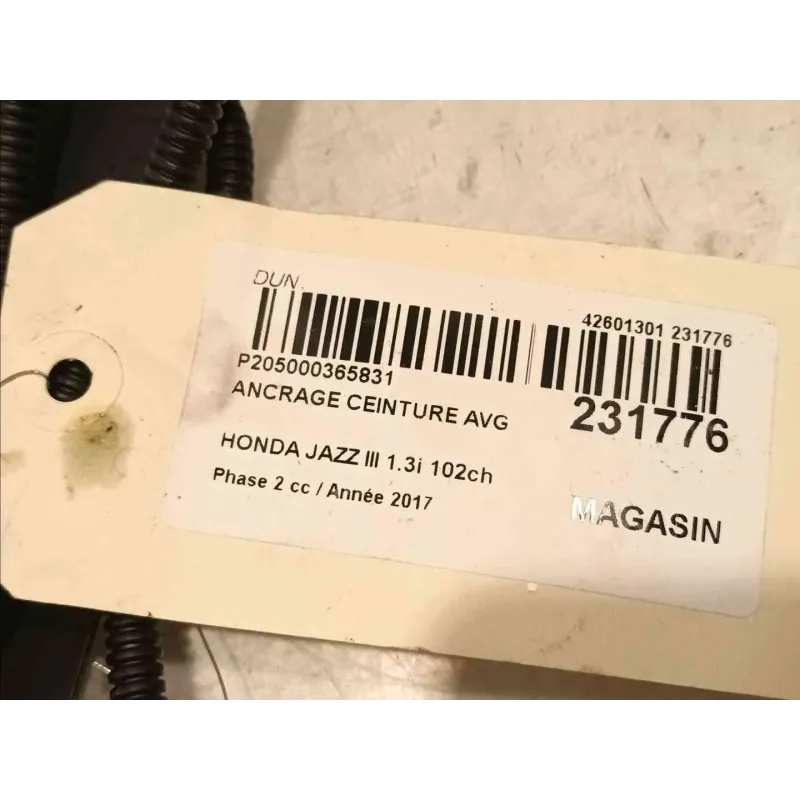 DUN
42601301 231776
P205000365831
ANCRAGE CEINTURE AVG
231776
HONDA JAZZ III 1.3i 102ch
Phase 2 cc / Année 2017
MAGASIN